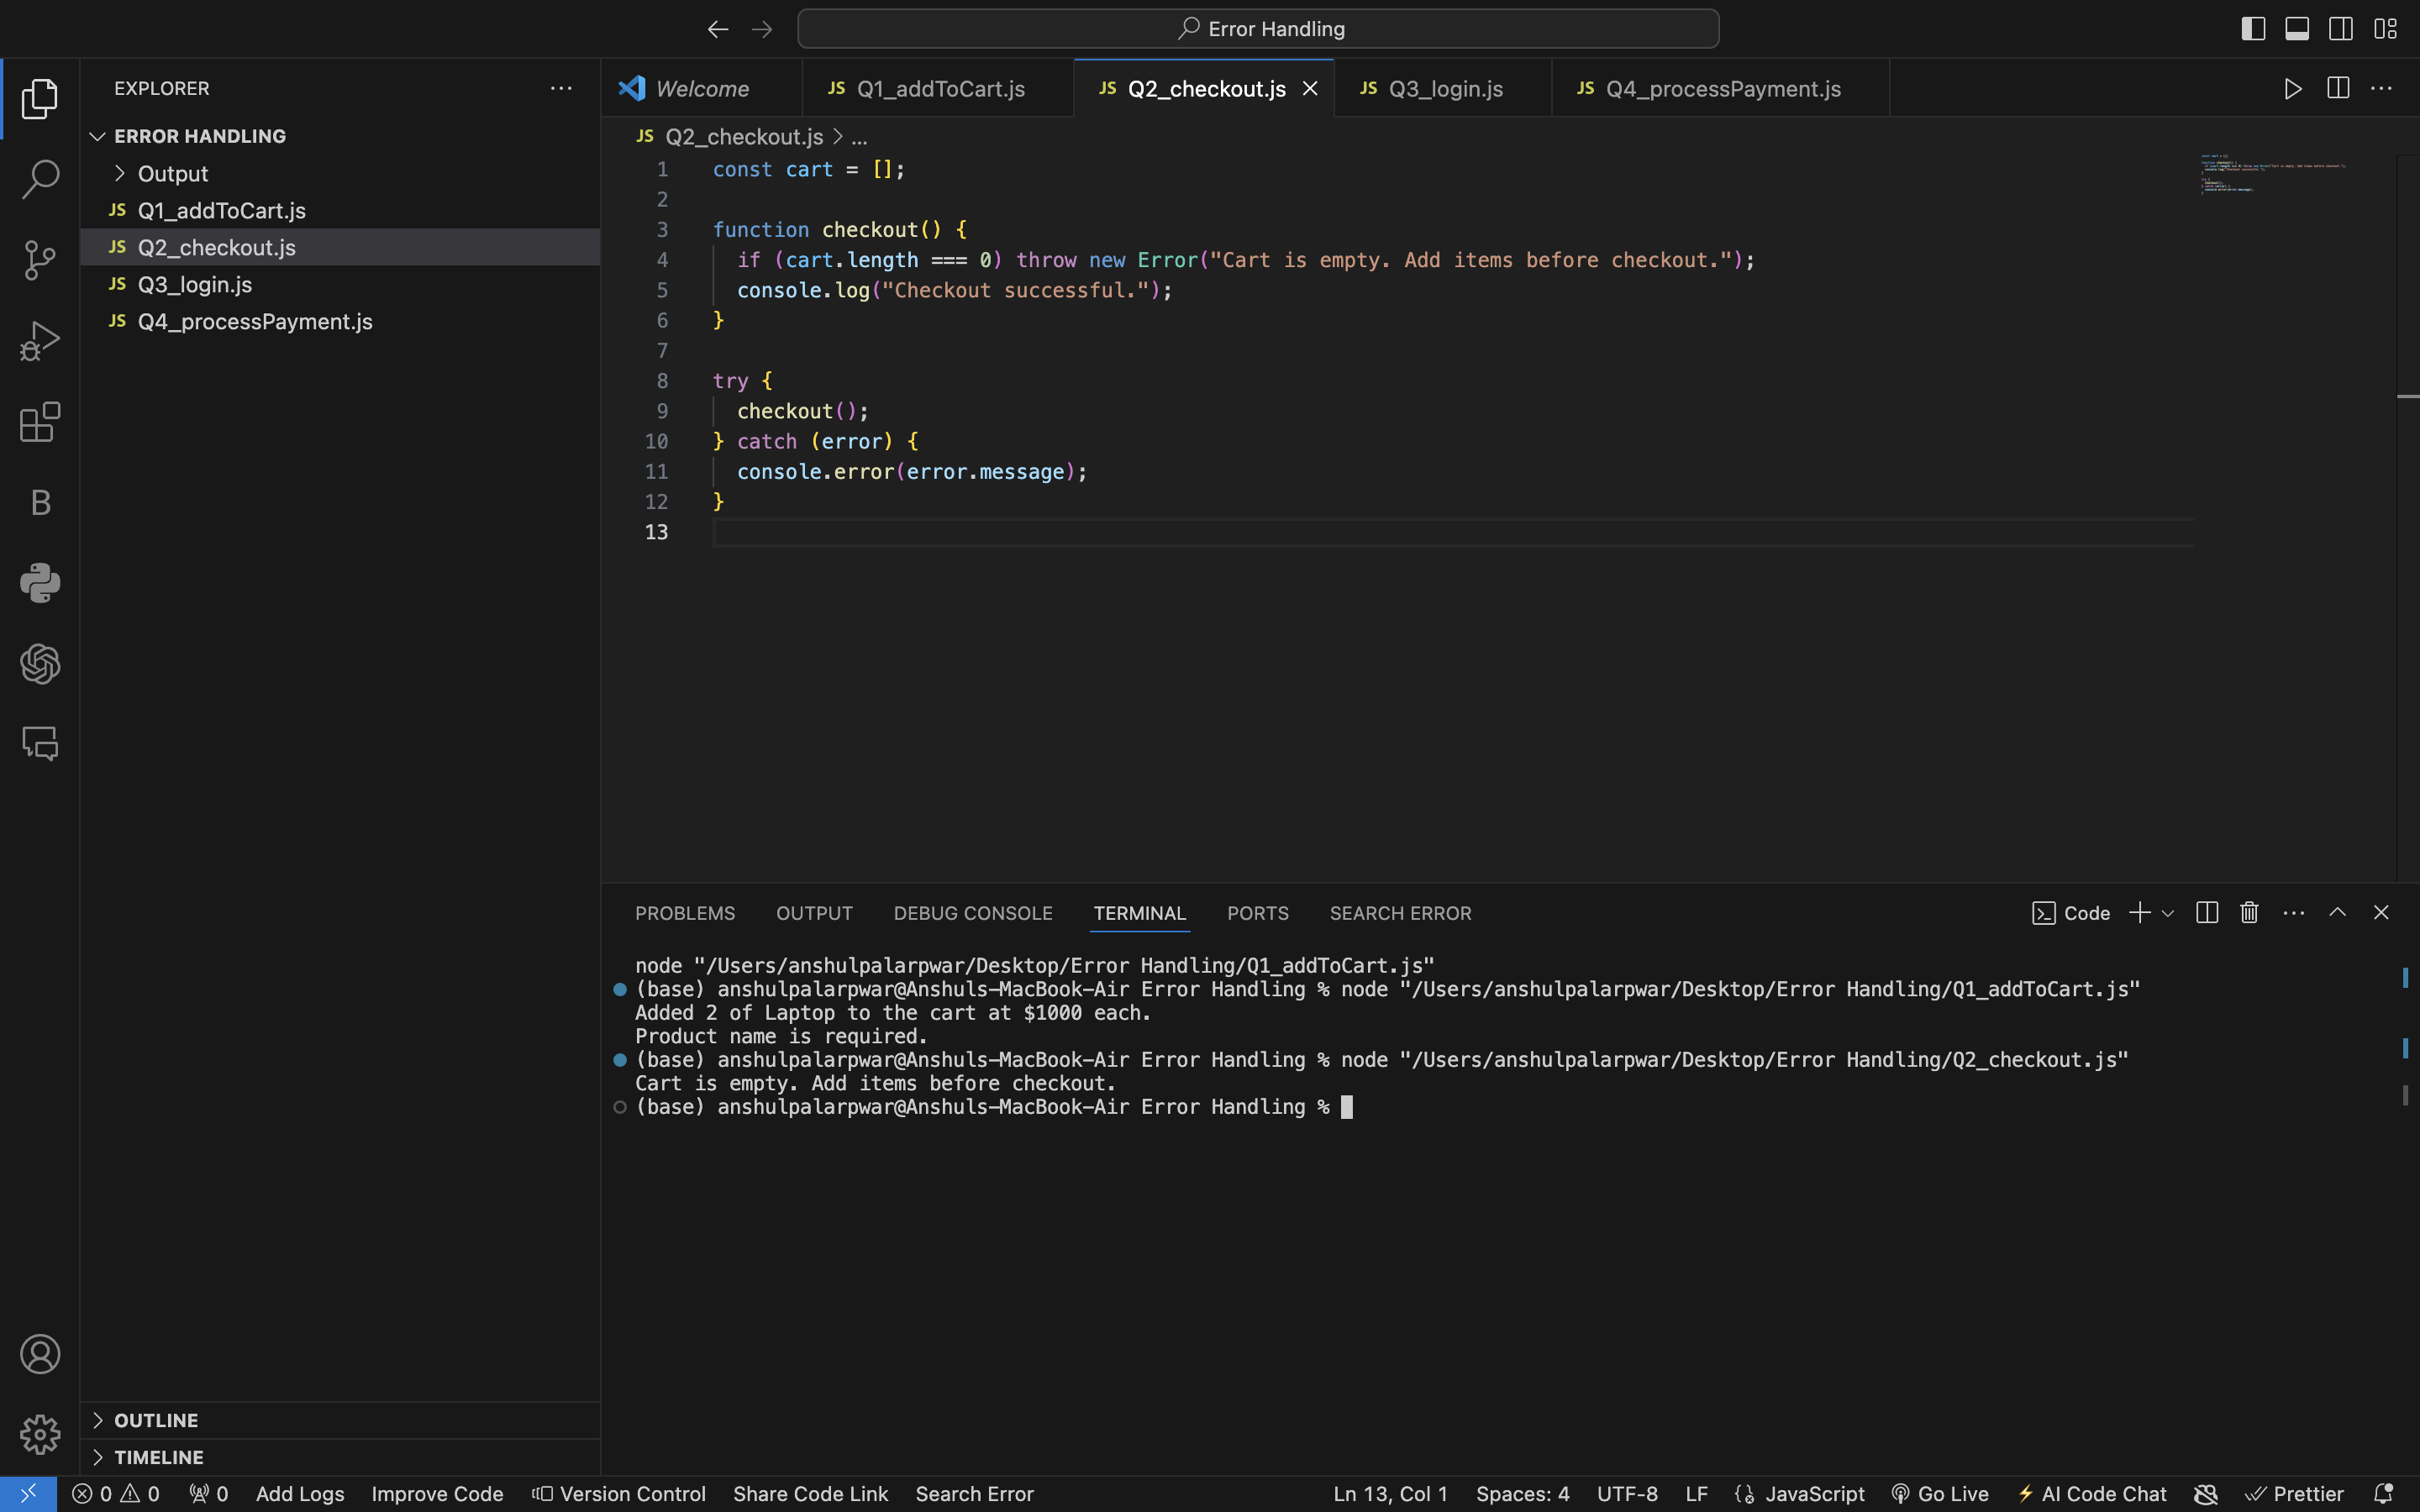 Error Handling
EXPLORER
ERROR HANDLING
Output
JS Q1_addToCart.js
JS Q2_checkout.js
JS Q3_login.js
JS Q4_processPayment.js
OUTLINE
TIMELINE
Welcome
JS Q1_addToCart.js
JS Q2_checkout.js
JS Q3_login.js
JS Q4_processPayment.js
JS Q2_checkout.js > ...
1 const cart = [];
2
3 function checkout() {
4 if (cart.length === 0) throw new Error("Cart is empty. Add items before checkout.");
5 console.log("Checkout successful.");
6 }
7
8 try {
9 checkout();
10 } catch (error) {
11 console.error(error.message);
12 }
13
PROBLEMS OUTPUT DEBUG CONSOLE TERMINAL PORTS SEARCH ERROR
Code
node "/Users/anshulpalarpwar/Desktop/Error Handling/Q1_addToCart.js"
(base) anshulpalarpwar@Anshuls-MacBook-Air Error Handling % node "/Users/anshulpalarpwar/Desktop/Error Handling/Q1_addToCart.js"
Added 2 of Laptop to the cart at $1000 each.
Product name is required.
(base) anshulpalarpwar@Anshuls-MacBook-Air Error Handling % node "/Users/anshulpalarpwar/Desktop/Error Handling/Q2_checkout.js"
Cart is empty. Add items before checkout.
(base) anshulpalarpwar@Anshuls-MacBook-Air Error Handling %
0 0 0 Add Logs Improve Code Version Control Share Code Link Search Error Ln 13, Col 1 Spaces: 4 UTF-8 LF JavaScript Go Live AI Code Chat Prettier